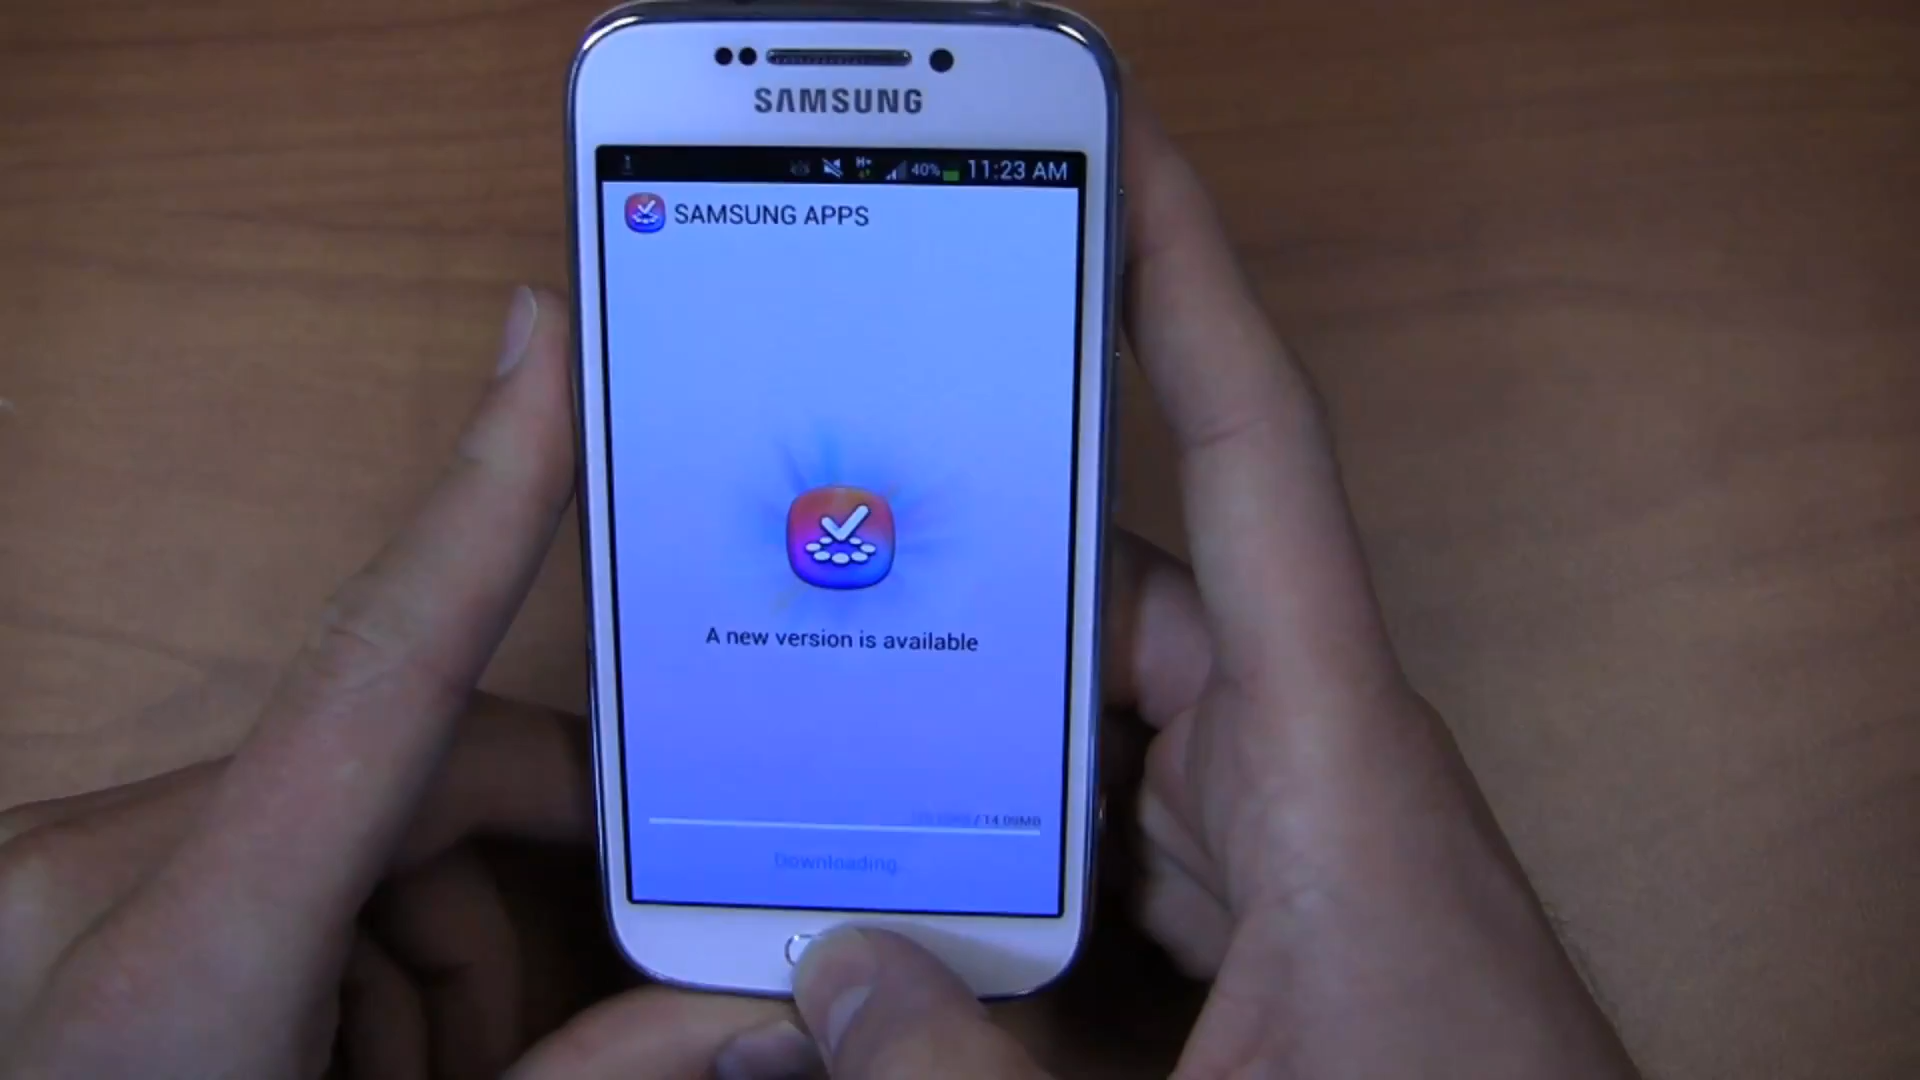 SAMSUNG
H+
40%
11:23 AM
SAMSUNG APPS
A new version is available
/ 14.09MB
Downloading